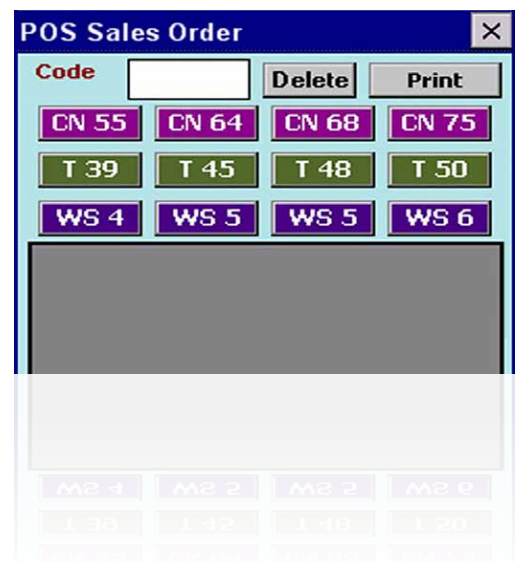 POS Sales Order
Code Delete Print
CN 55 CN 64 CN 68 CN 75
T 39 T 45 T 48 T 50
WS 4 WS 5 WS 5 WS 6